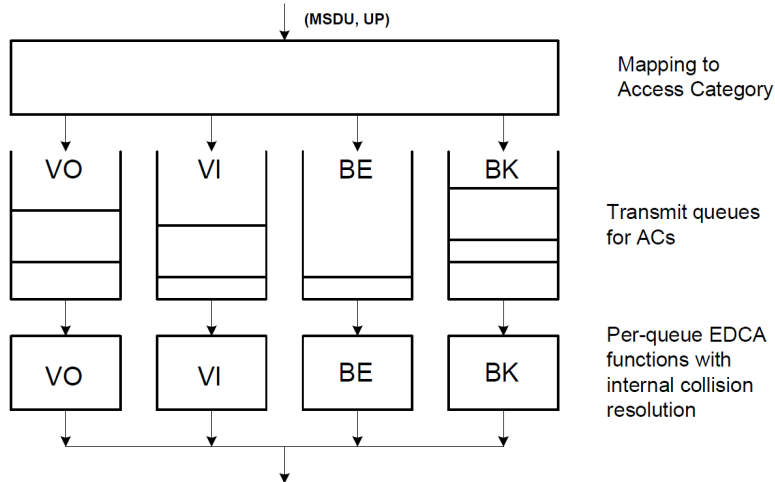 (MSDU, UP)
Mapping to
Access Category
VO
VI
BE
BK
Transmit queues
for ACs
Per-queue EDCA
functions with
internal collision
resolution
VO
VI
BE
BK